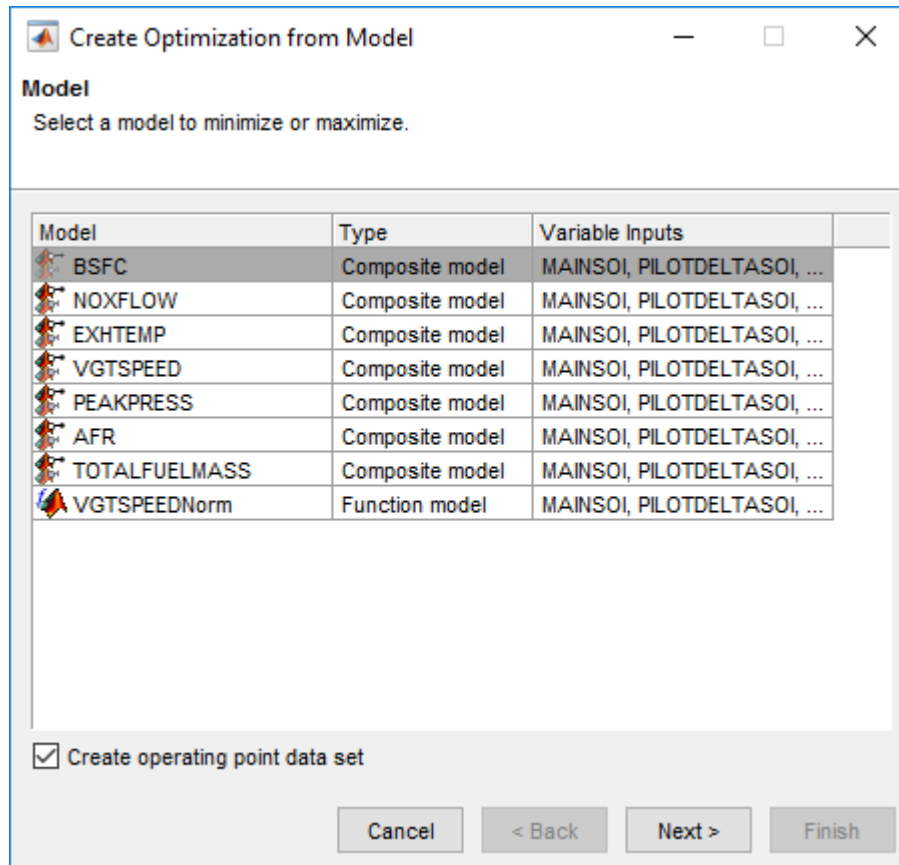 Create Optimization from Model
Model
Select a model to minimize or maximize.
Model Type Variable Inputs
BSFC Composite model MAINSOI, PILOTDELTASOI, ...
NOXFLOW Composite model MAINSOI, PILOTDELTASOI, ...
EXHTEMP Composite model MAINSOI, PILOTDELTASOI, ...
VGTSPEED Composite model MAINSOI, PILOTDELTASOI, ...
PEAKPRESS Composite model MAINSOI, PILOTDELTASOI, ...
AFR Composite model MAINSOI, PILOTDELTASOI, ...
TOTALFUELMASS Composite model MAINSOI, PILOTDELTASOI, ...
VGTSPEEDNorm Function model MAINSOI, PILOTDELTASOI, ...
Create operating point data set
Cancel < Back Next > Finish